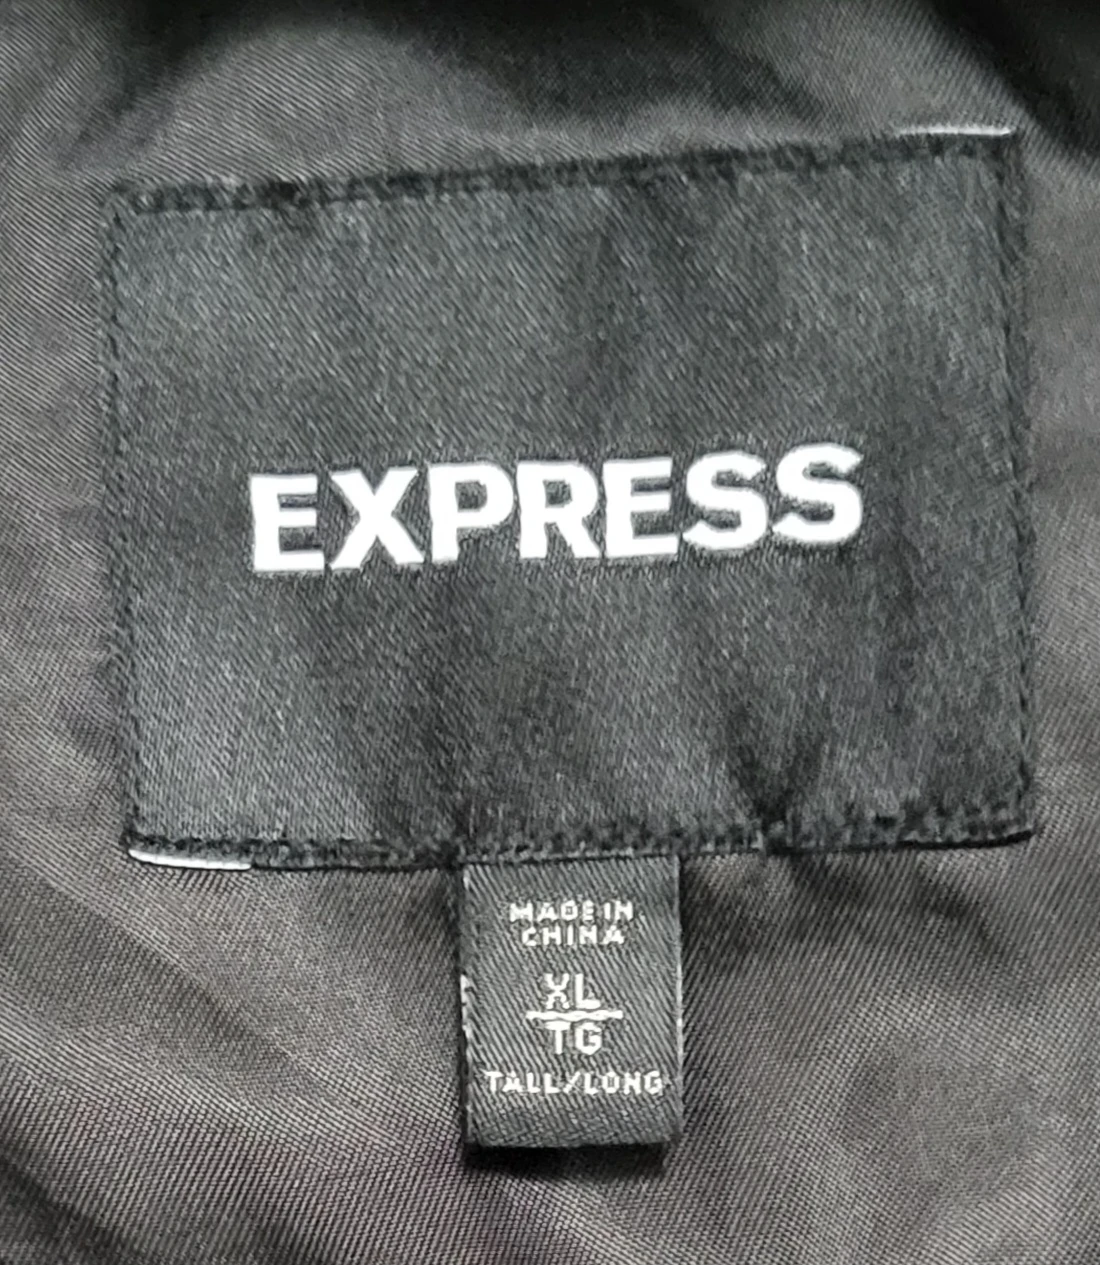 EXPRESS
MADE IN
CHINA
XL
TG
TALL/LONG